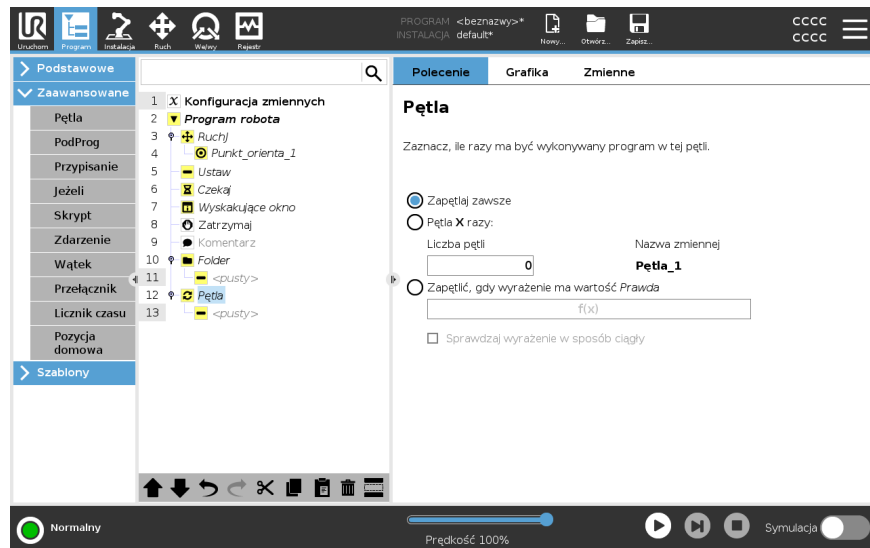 UR
PROGRAM <beznazwy>*
INSTALACJA default*
Uruchom Program Instalacja Ruch We/wy Rejestr
Nowy... Otwórz... Zapisz...
cccc
cccc
Podstawowe
Zaawansowane
Pętla
PodProg
Przypisanie
Jeżeli
Skrypt
Zdarzenie
Wątek
Przełącznik
Licznik czasu
Pozycja
domowa
Szablony
1 X Konfiguracja zmiennych
2 Program robota
3 RuchJ
4 Punkt_orienta_1
5 Ustaw
6 Czekaj
7 Wyskakujące okno
8 Zatrzymaj
9 Komentarz
10 Folder
11 <pusty>
12 Pętla
13 <pusty>
Polecenie Grafika Zmienne
Pętla
Zaznacz, ile razy ma być wykonywany program w tej pętli.
Zapętlaj zawsze
Pętla X razy:
Liczba pętli Nazwa zmiennej
0 Pętla_1
Zapętlić, gdy wyrażenie ma wartość Prawda
f(x)
Sprawdzaj wyrażenie w sposób ciągły
Normalny
Prędkość 100%
Symulacja